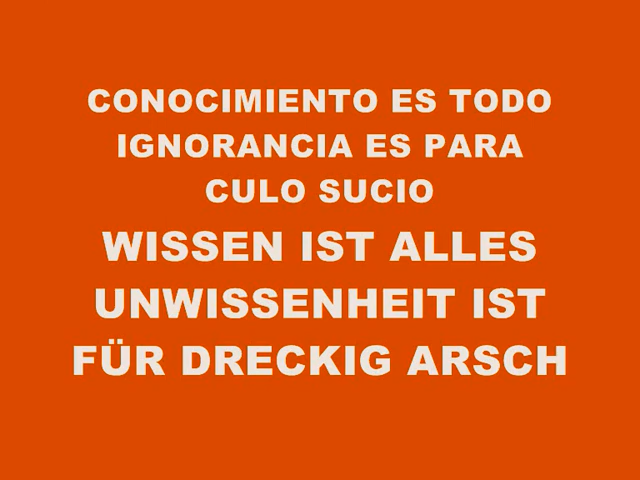 CONOCIMIENTO ES TODO
IGNORANCIA ES PARA
CULO SUCIO
WISSEN IST ALLES
UNWISSENHEIT IST
FÜR DRECKIG ARSCH